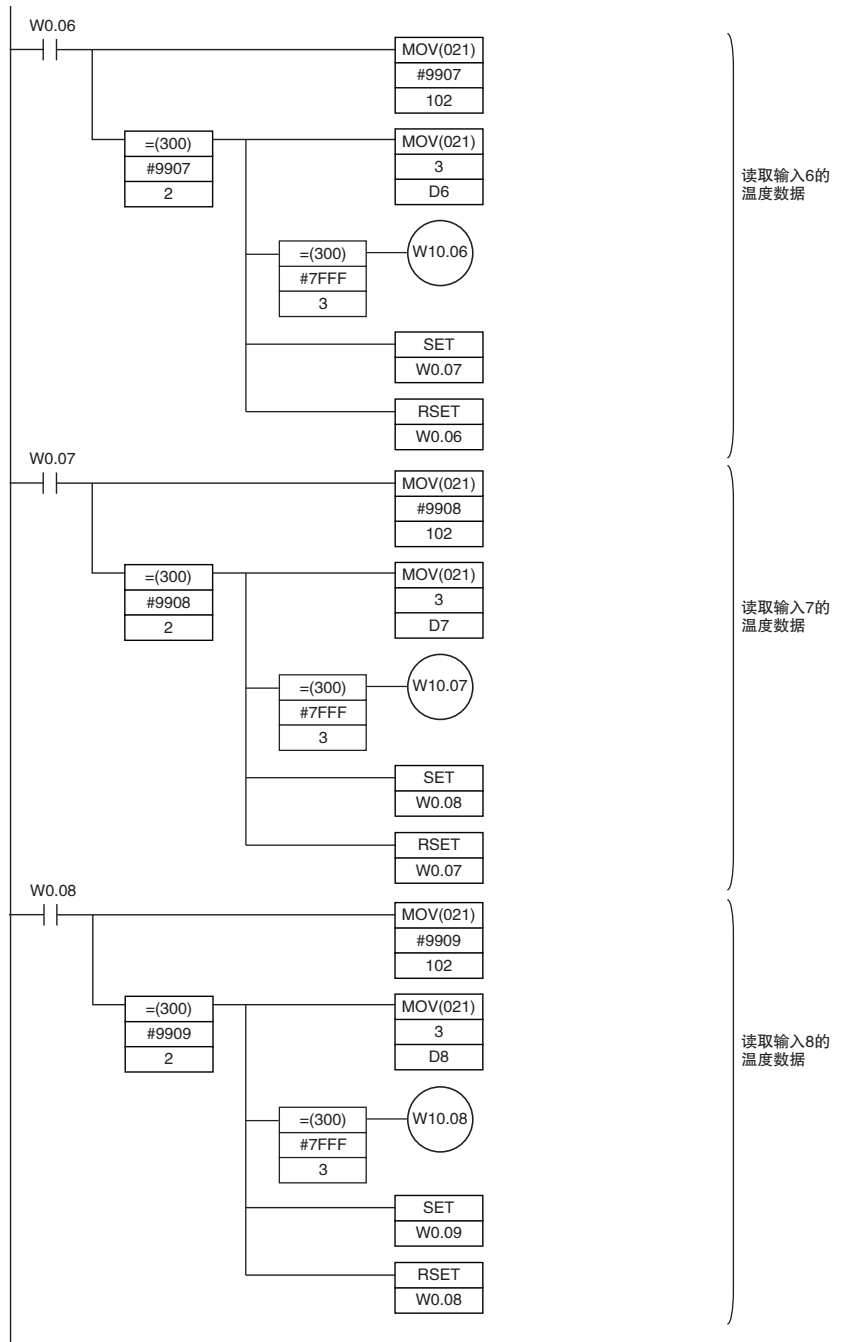 W0.06
MOV(021)
#9907
102
=(300)
#9907
2
MOV(021)
3
D6
=(300)
#7FFF
3
W10.06
SET
W0.07
RSET
W0.06
读取输入6的
温度数据
W0.07
MOV(021)
#9908
102
=(300)
#9908
2
MOV(021)
3
D7
=(300)
#7FFF
3
W10.07
SET
W0.08
RSET
W0.07
读取输入7的
温度数据
W0.08
MOV(021)
#9909
102
=(300)
#9909
2
MOV(021)
3
D8
=(300)
#7FFF
3
W10.08
SET
W0.09
RSET
W0.08
读取输入8的
温度数据